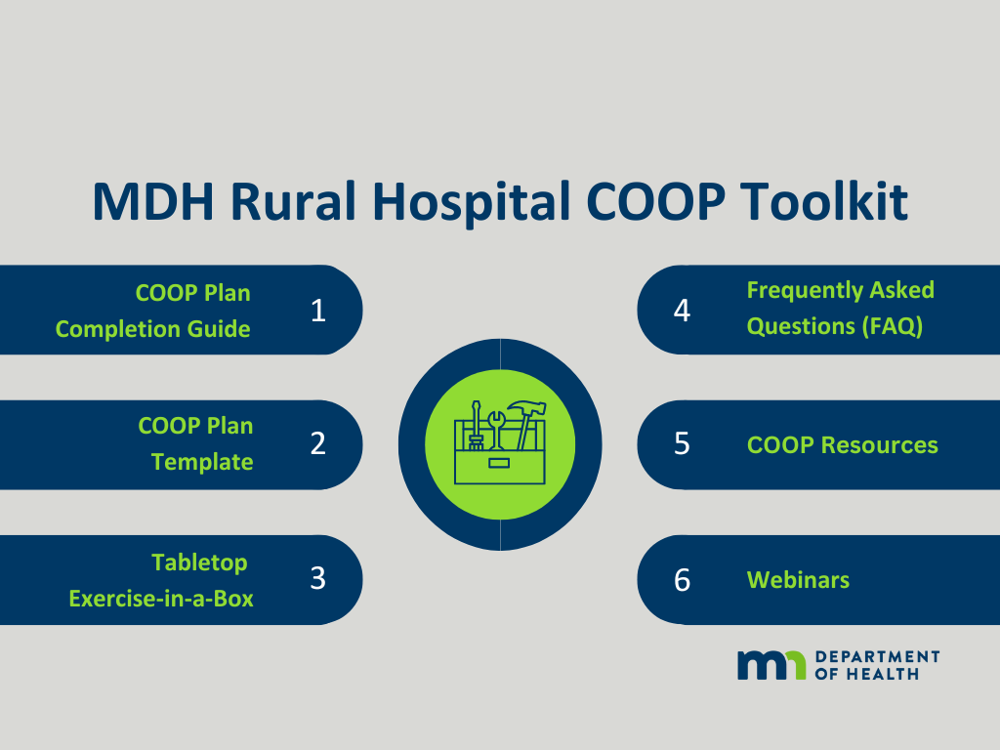 MDH Rural Hospital COOP Toolkit
COOP Plan
Completion Guide
1
COOP Plan
Template
2
Tabletop
Exercise-in-a-Box
3
4
Frequently Asked
Questions (FAQ)
5
COOP Resources
6
Webinars
mn DEPARTMENT
OF HEALTH